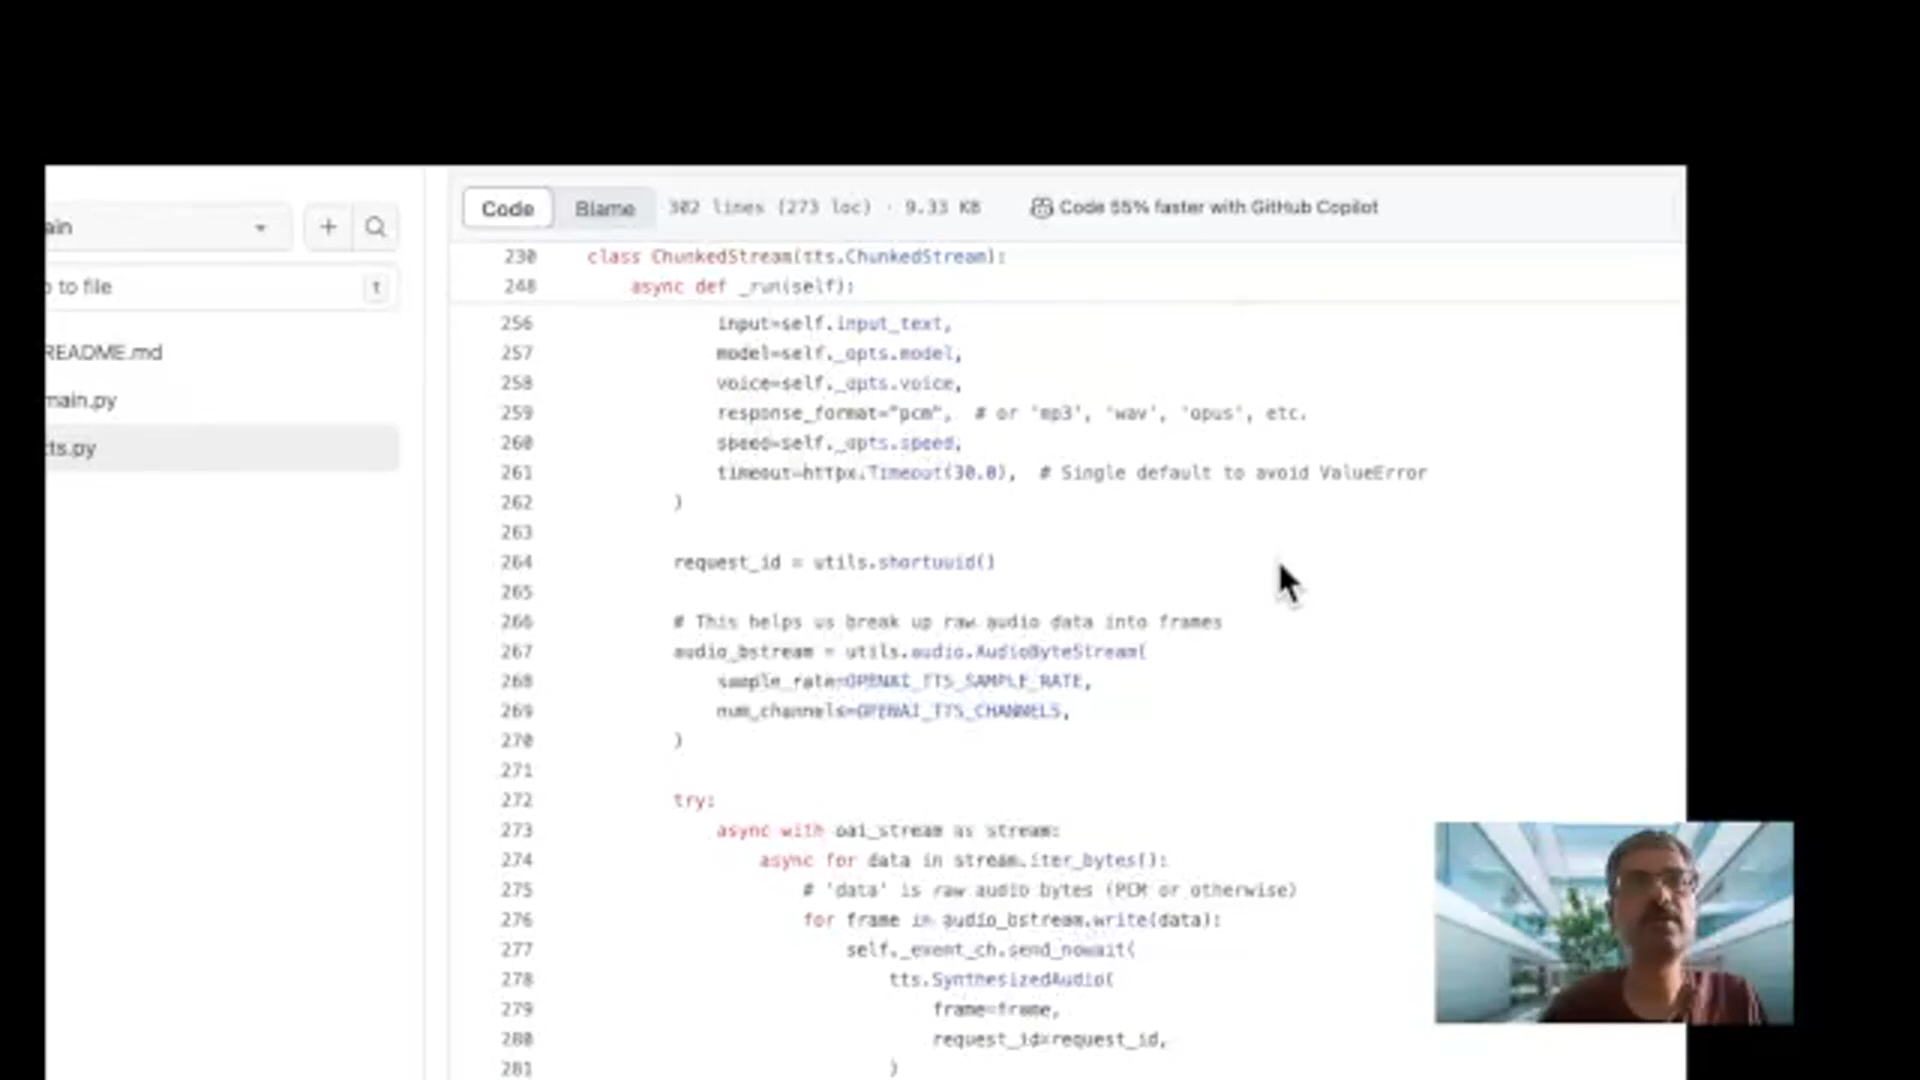 Code Blame 302 lines (273 loc) · 9.33 KB Code 55% faster with GitHub Copilot
ain
to file t
README.md
main.py
ts.py
230 class ChunkedStream(tts.ChunkedStream):
248 async def _run(self):
256 input=self.input_text,
257 model=self._opts.model,
258 voice=self._opts.voice,
259 response_format="pcm", # or 'mp3', 'wav', 'opus', etc.
260 speed=self._opts.speed,
261 timeout=httpx.Timeout(30.0), # Single default to avoid ValueError
262 )
263
264 request_id = utils.shortuuid()
265
266 # This helps us break up raw audio data into frames
267 audio_bstream = utils.audio.AudioByteStream(
268 sample_rate=OPENAI_TTS_SAMPLE_RATE,
269 num_channels=OPENAI_TTS_CHANNELS,
270 )
271
272 try:
273 async with oai_stream as stream:
274 async for data in stream.iter_bytes():
275 # 'data' is raw audio bytes (PCM or otherwise)
276 for frame in audio_bstream.write(data):
277 self._event_ch.send_nowait(
278 tts.SynthesizedAudio(
279 frame=frame,
280 request_id=request_id,
281 )